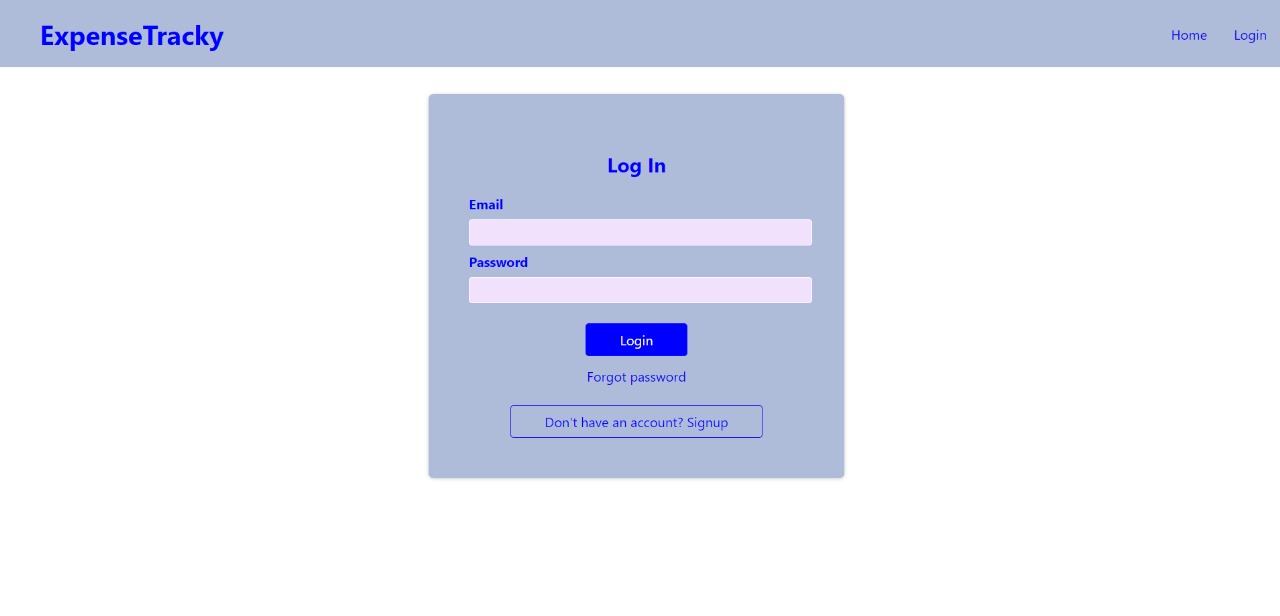 ExpenseTracky
Home Login
Log In
Email
Password
Login
Forgot password
Don't have an account? Signup